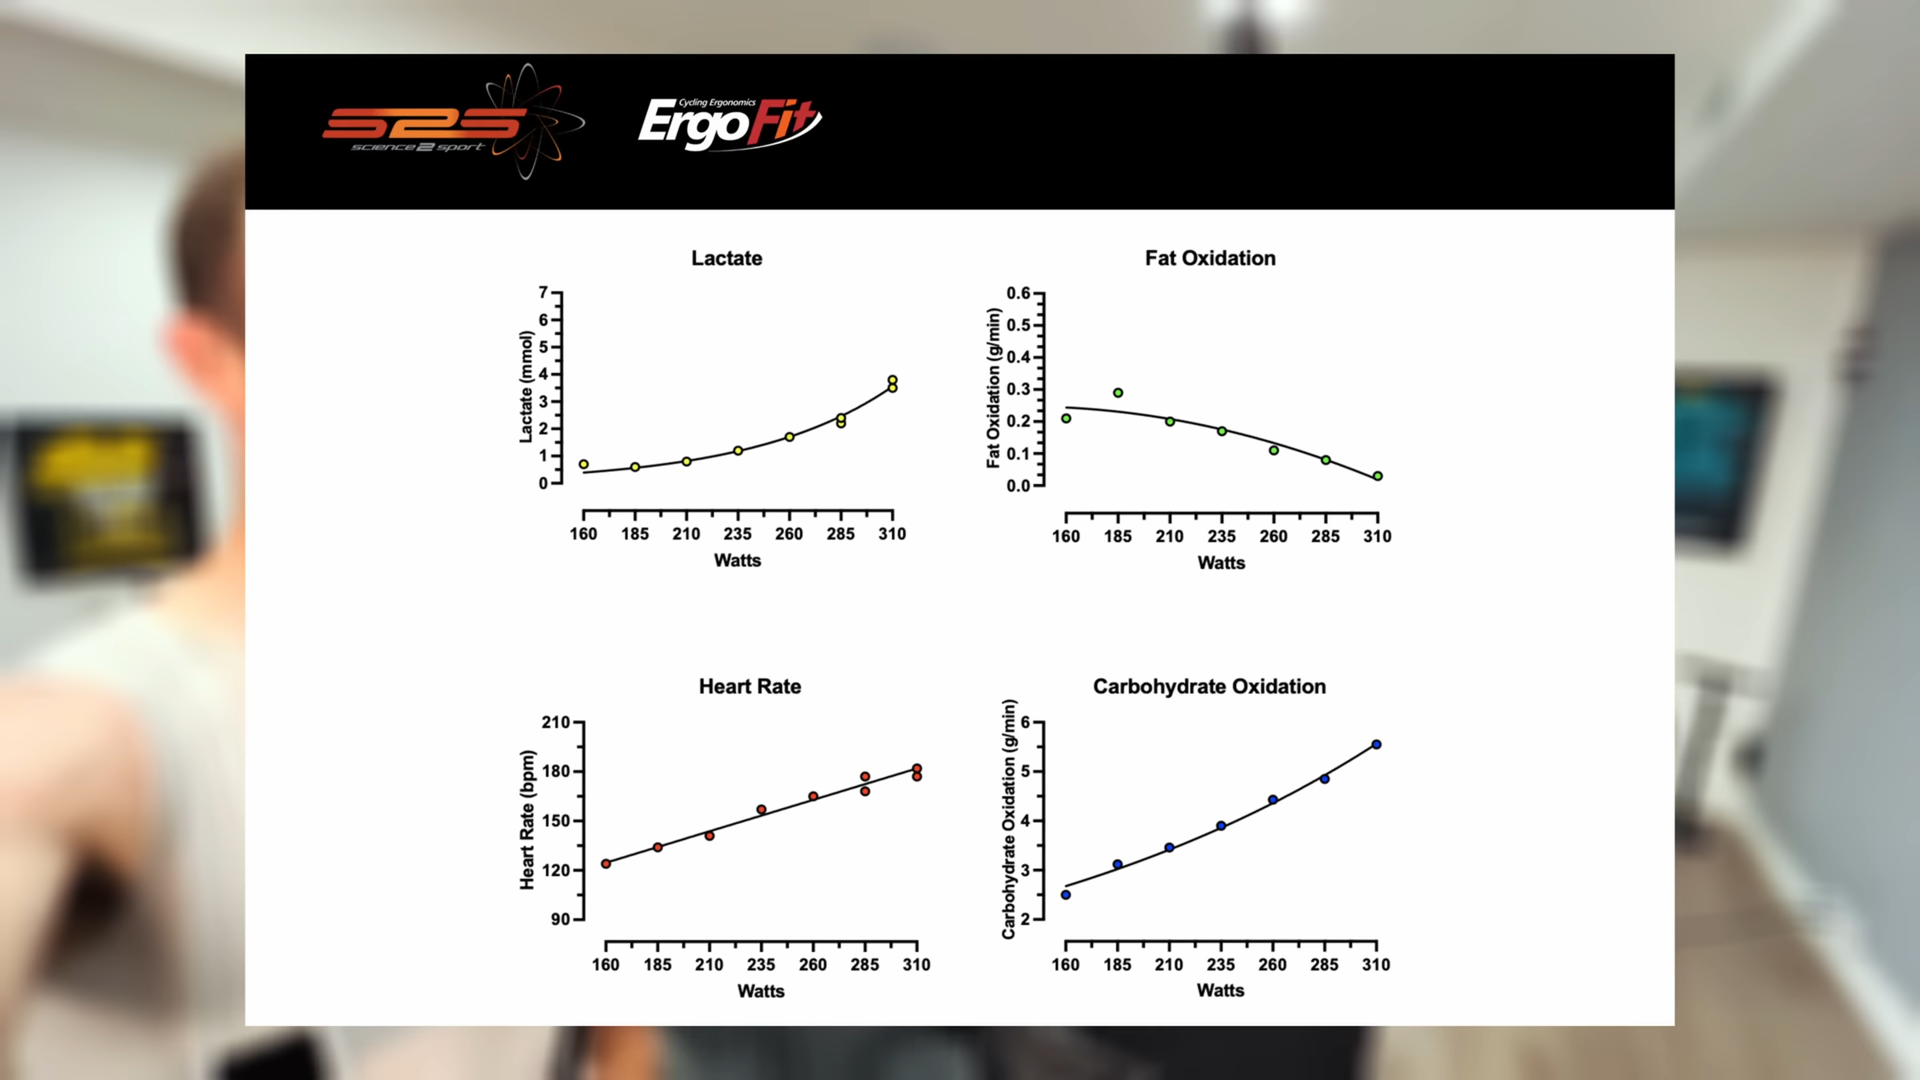 S2S
science2sport
Cycling Ergonomics
ErgoFit
Lactate
Lactate (mmol)
7
6
5
4
3
2
1
0
160 185 210 235 260 285 310
Watts
Fat Oxidation
Fat Oxidation (g/min)
0.6
0.5
0.4
0.3
0.2
0.1
0.0
160 185 210 235 260 285 310
Watts
Heart Rate
Heart Rate (bpm)
210
180
150
120
90
160 185 210 235 260 285 310
Watts
Carbohydrate Oxidation
Carbohydrate Oxidation (g/min)
6
5
4
3
2
160 185 210 235 260 285 310
Watts